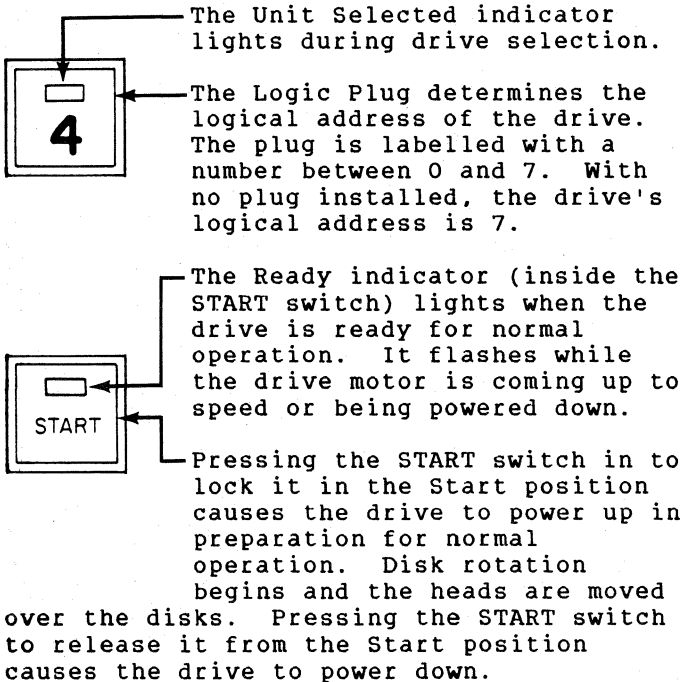 The Unit Selected indicator
lights during drive selection.
4
The Logic Plug determines the
logical address of the drive.
The plug is labelled with a
number between 0 and 7.  With
no plug installed, the drive's
logical address is 7.
The Ready indicator (inside the
START switch) lights when the
drive is ready for normal
operation.  It flashes while
the drive motor is coming up to
speed or being powered down.
START
Pressing the START switch in to
lock it in the Start position
causes the drive to power up in
preparation for normal
operation.  Disk rotation
begins and the heads are moved
over the disks.  Pressing the START switch
to release it from the Start position
causes the drive to power down.